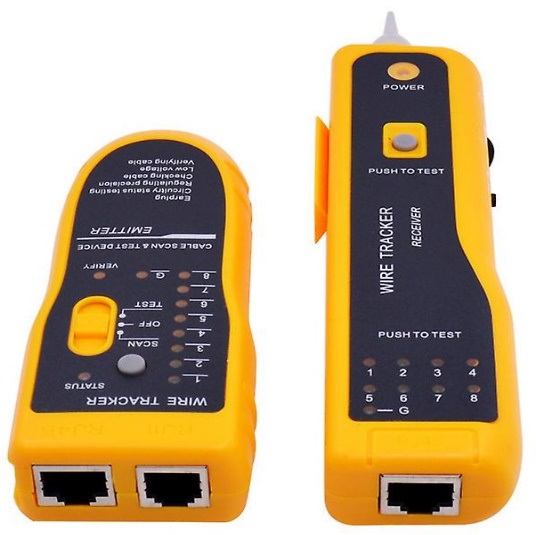 WIRE TRACKER
1
STATUS
2
3
SCAN
4
OFF
5
6
TEST
7
8
G
VERIFY
CABLE SCAN & TEST DEVICE
EMITTER
Earplug
Circuity status testing
Regulating precision
Checking cable
Low voltage
Verifying cable
RJ45
RJ11
POWER
PUSH TO TEST
WIRE TRACKER
RECEIVER
PUSH TO TEST
1 2 3 4
5 6 7 8
G